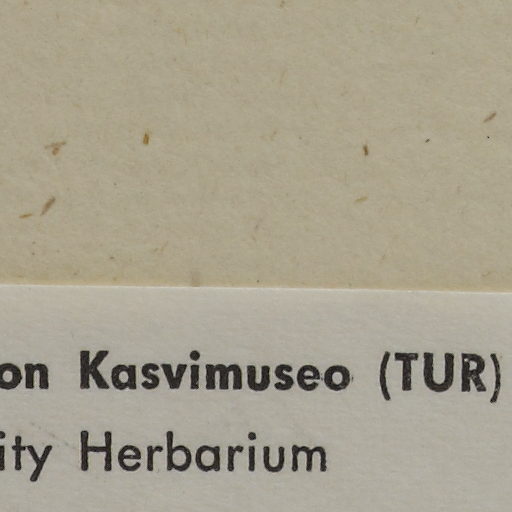 on Kasvimuseo (TUR)
ity Herbarium